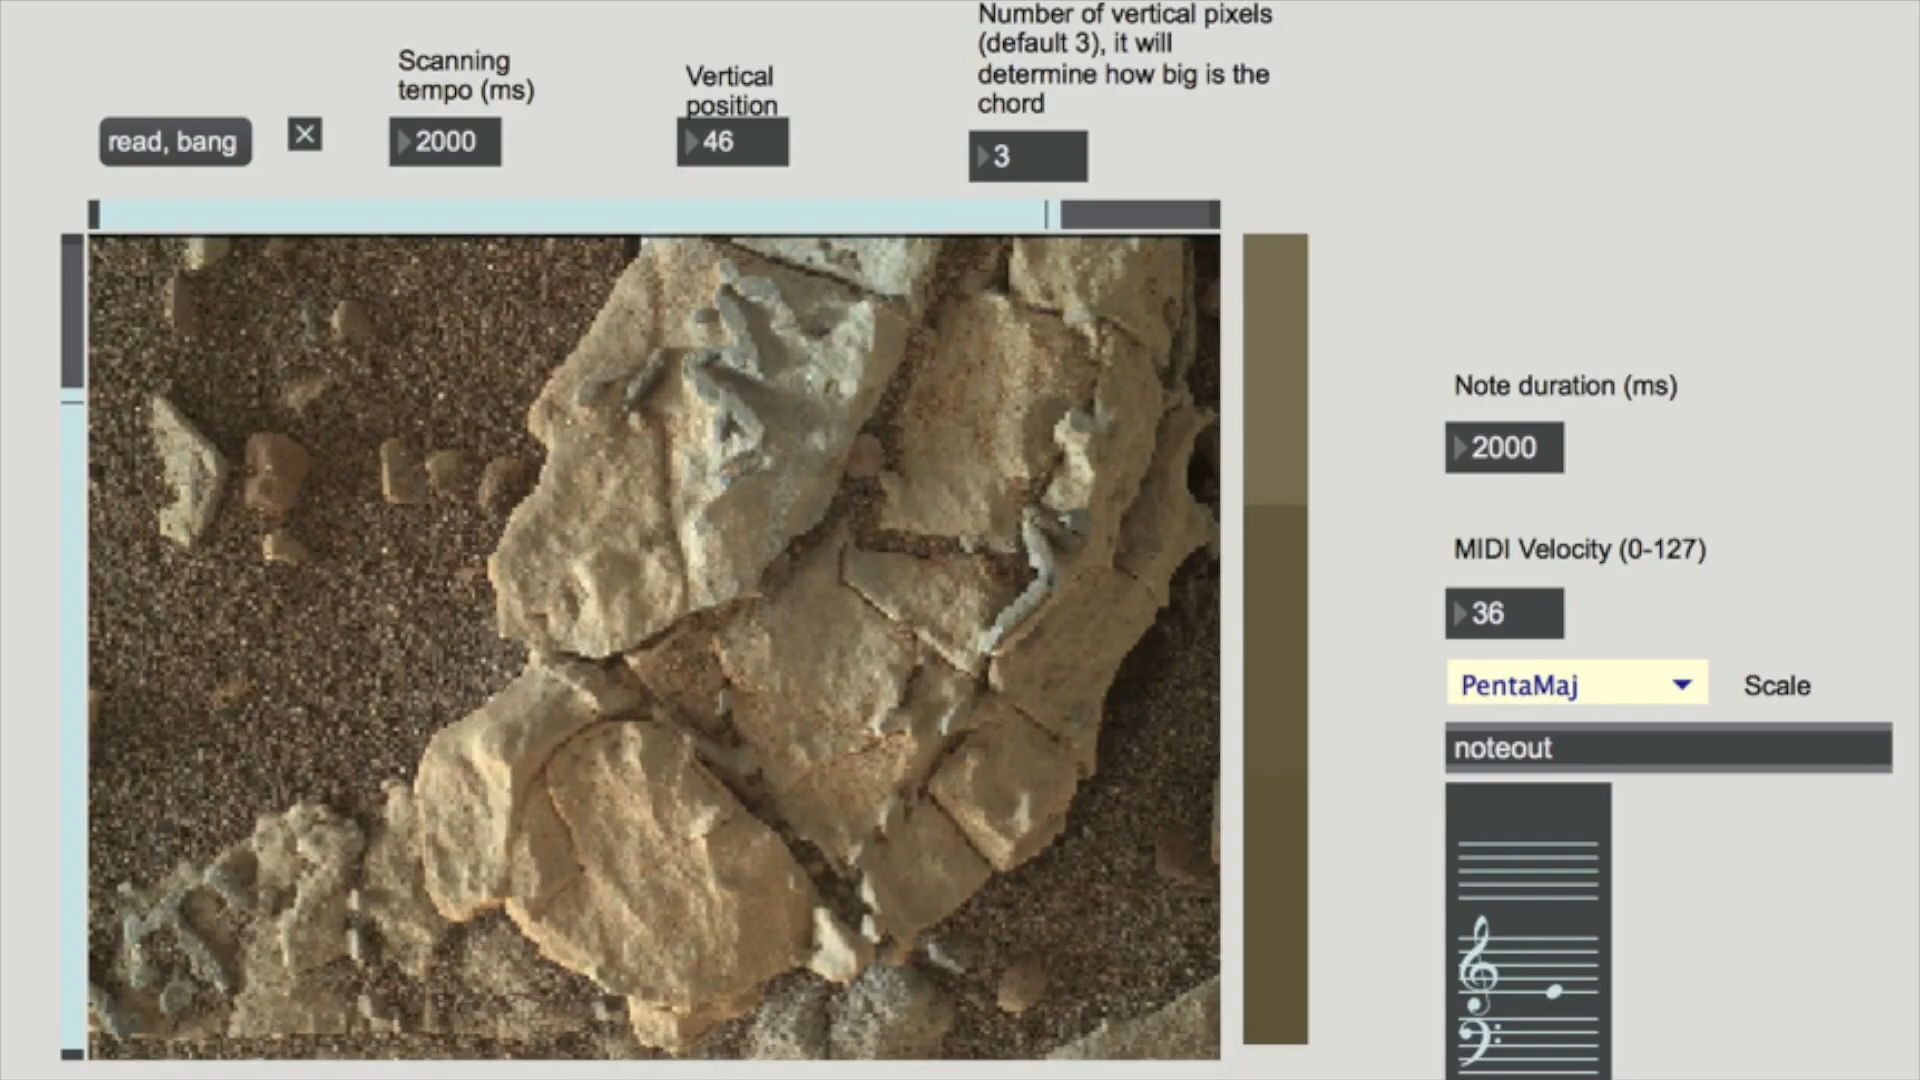 Number of vertical pixels
(default 3), it will
determine how big is the
chord
Scanning
tempo (ms)
Vertical
position
read, bang
2000
46
3
Note duration (ms)
2000
MIDI Velocity (0-127)
36
PentaMaj
Scale
noteout